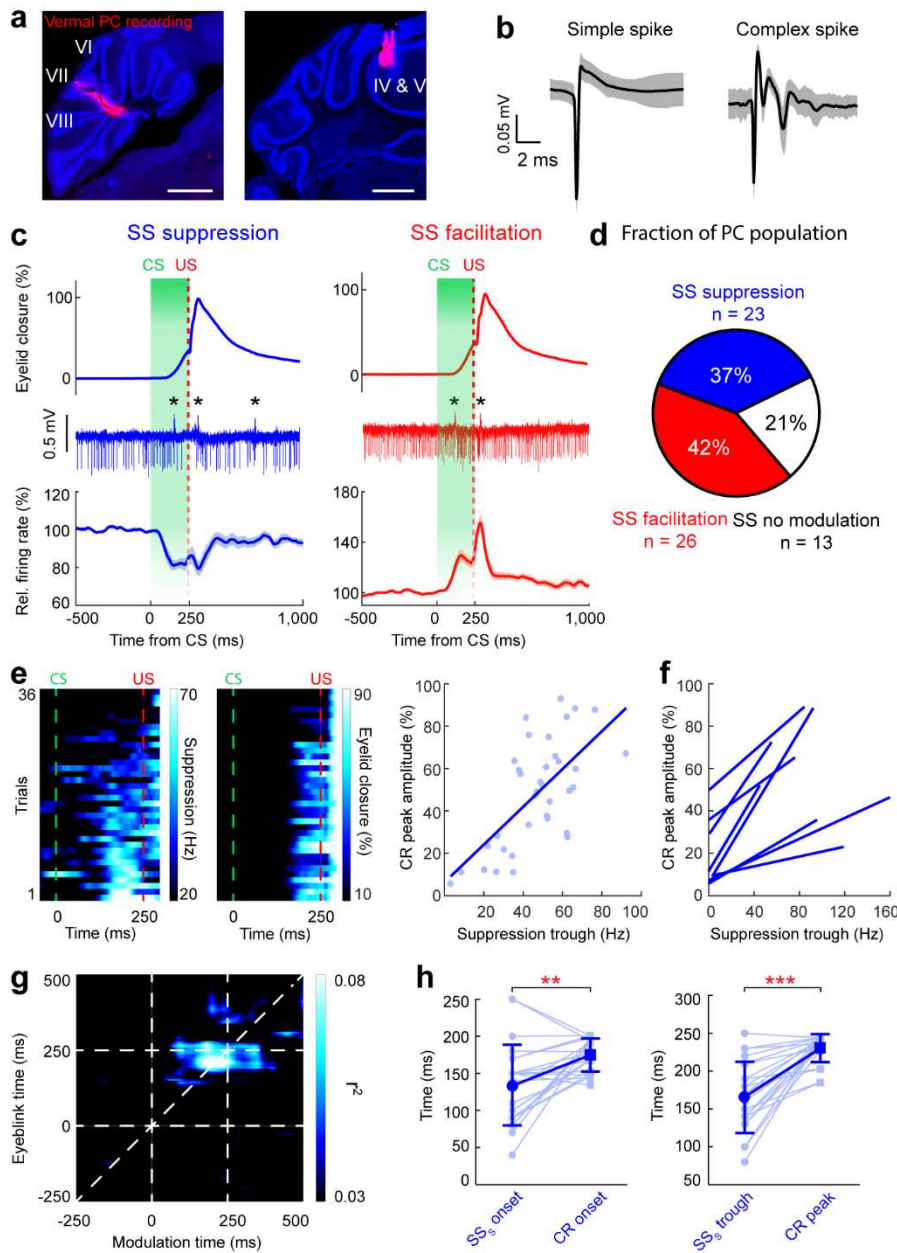 a
Vermal PC recording
VI
VII
VIII
IV & V
b
Simple spike
Complex spike
0.05 mV
2 ms
c
SS suppression
SS facilitation
CS
US
CS
US
Eyelid closure (%)
100
0
100
0
*
*
*
*
*
0.5 mV
Rel. firing rate (%)
120
100
80
60
180
140
100
-500
0
250
1,000
Time from CS (ms)
-500
0
250
1,000
Time from CS (ms)
d
Fraction of PC population
SS suppression
n = 23
37%
21%
42%
SS facilitation
n = 26
SS no modulation
n = 13
e
CS
US
36
Trials
1
0
250
Time (ms)
70
Suppression (Hz)
20
CS
US
0
250
Time (ms)
90
Eyelid closure (%)
10
CR peak amplitude (%)
100
80
60
40
20
0
20
40
60
80
100
Suppression trough (Hz)
f
CR peak amplitude (%)
100
80
60
40
20
0
0
40
80
120
160
Suppression trough (Hz)
g
Eyeblink time (ms)
500
250
0
-250
-250
0
250
500
Modulation time (ms)
0.08
r²
0.03
h
**
Time (ms)
250
200
150
100
50
0
SSs onset
CR onset
***
Time (ms)
300
250
200
150
100
50
SSs trough
CR peak